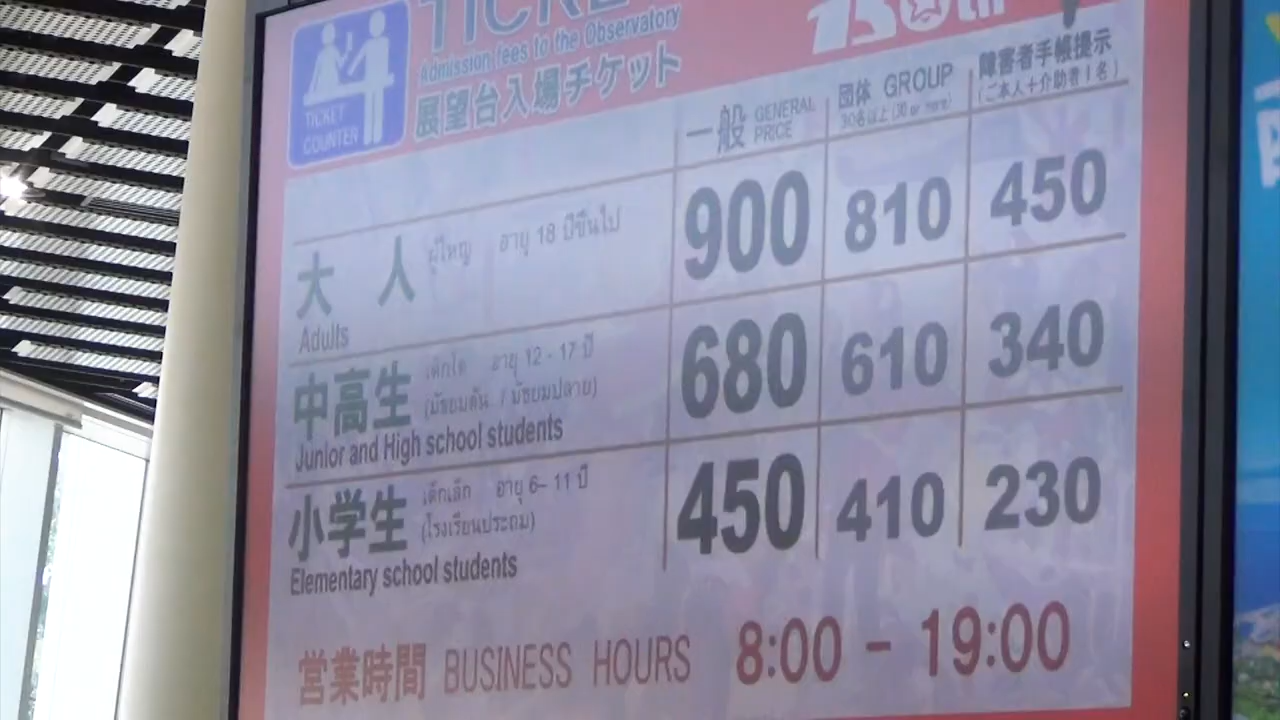 TICKET
COUNTER
Admission fees to the Observatory
展望台入場チケット
150th
一般 GENERAL PRICE
団体 GROUP
30名以上 (30 or more)
障害者手帳提示
(ご本人+介助者1名)
大 人 ผู้ใหญ่ อายุ 18 ปีขึ้นไป 900 810 450
Adults
中高生 เด็กโต อายุ 12 - 17 ปี 680 610 340
(มัธยมต้น / มัธยมปลาย)
Junior and High school students
小学生 เด็กเล็ก อายุ 6– 11 ปี 450 410 230
(โรงเรียนประถม)
Elementary school students
営業時間 BUSINESS HOURS 8:00 – 19:00